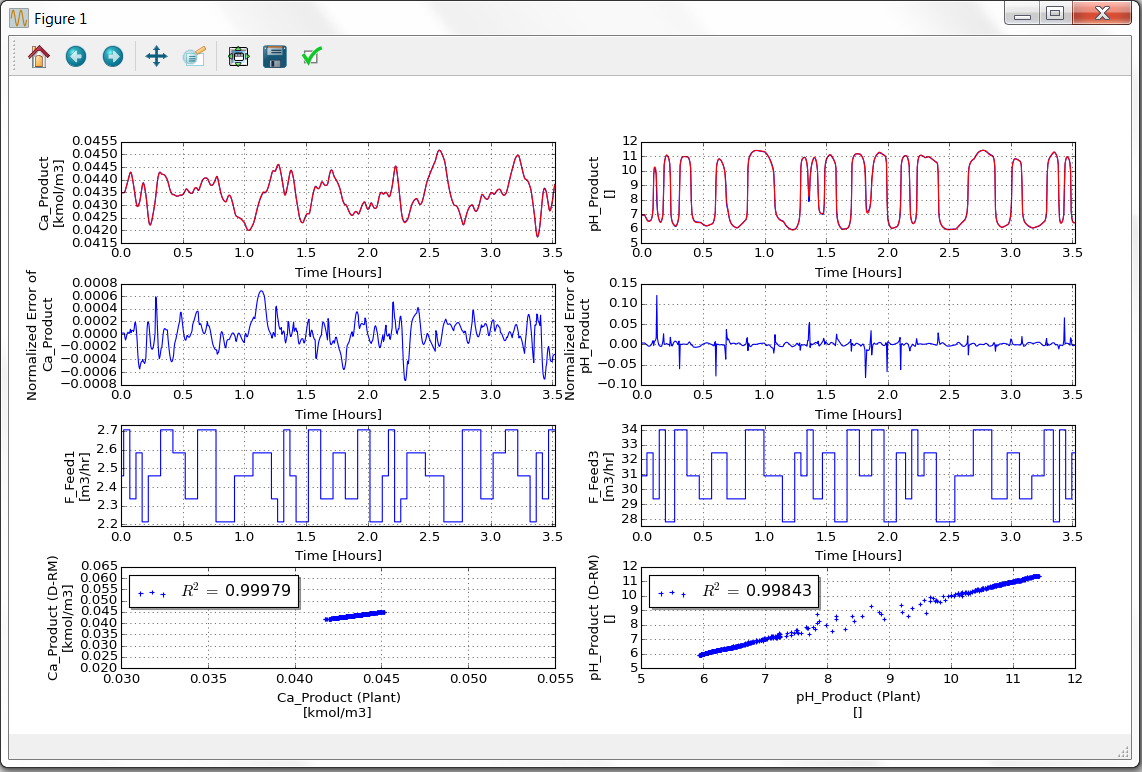 Figure 1
Ca_Product
[kmol/m3]
0.0455
0.0450
0.0445
0.0440
0.0435
0.0430
0.0425
0.0420
0.0415
0.0 0.5 1.0 1.5 2.0 2.5 3.0 3.5
Time [Hours]
pH_Product
[]
12
11
10
9
8
7
6
5
0.0 0.5 1.0 1.5 2.0 2.5 3.0 3.5
Time [Hours]
Normalized Error of
Ca_Product
0.0008
0.0006
0.0004
0.0002
0.0000
−0.0002
−0.0004
−0.0006
−0.0008
0.0 0.5 1.0 1.5 2.0 2.5 3.0 3.5
Time [Hours]
Normalized Error of
pH_Product
0.15
0.10
0.05
0.00
−0.05
−0.10
0.0 0.5 1.0 1.5 2.0 2.5 3.0 3.5
Time [Hours]
F_Feed1
[m3/hr]
2.7
2.6
2.5
2.4
2.3
2.2
0.0 0.5 1.0 1.5 2.0 2.5 3.0 3.5
Time [Hours]
F_Feed3
[m3/hr]
34
33
32
31
30
29
28
0.0 0.5 1.0 1.5 2.0 2.5 3.0 3.5
Time [Hours]
Ca_Product (D-RM)
[kmol/m3]
0.065
0.060
0.055
0.050
0.045
0.040
0.035
0.030
0.025
0.020
R² = 0.99979
0.030 0.035 0.040 0.045 0.050 0.055
Ca_Product (Plant)
[kmol/m3]
pH_Product (D-RM)
[]
12
11
10
9
8
7
6
5
R² = 0.99843
5 6 7 8 9 10 11 12
pH_Product (Plant)
[]